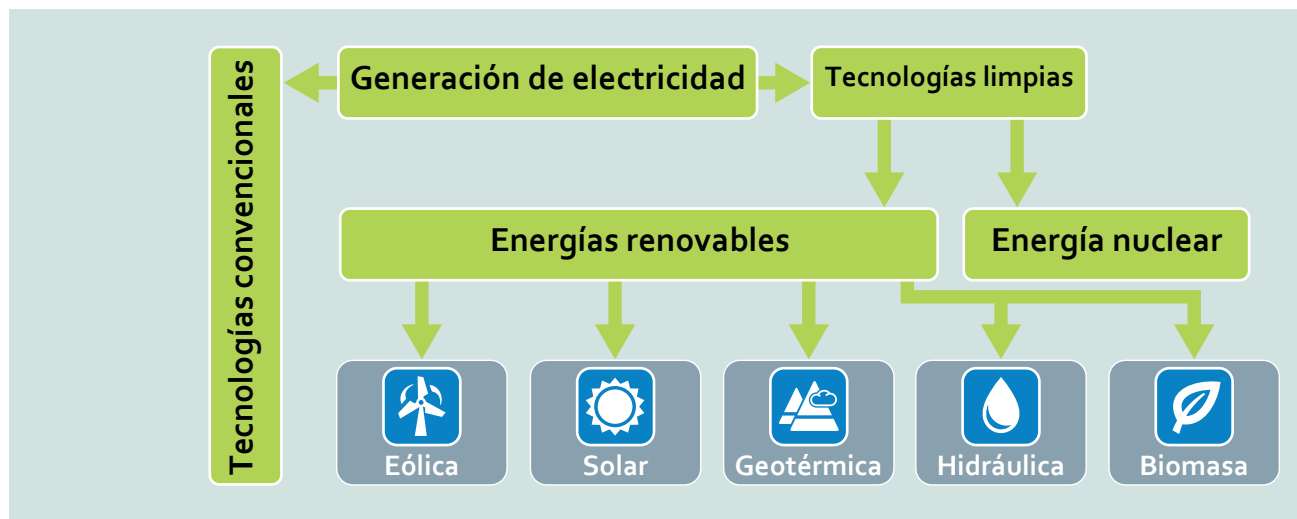 Tecnologías convencionales
Generación de electricidad
Tecnologías limpias
Energías renovables
Energía nuclear
Eólica
Solar
Geotérmica
Hidráulica
Biomasa